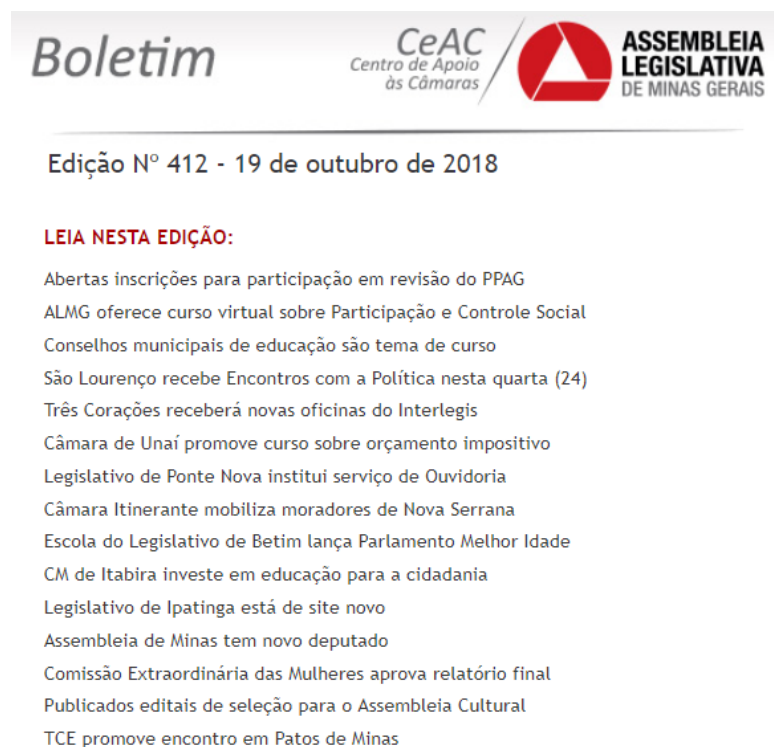 Boletim
CeAC
Centro de Apoio
às Câmaras
ASSEMBLEIA
LEGISLATIVA
DE MINAS GERAIS
Edição Nº 412 - 19 de outubro de 2018
LEIA NESTA EDIÇÃO:
Abertas inscrições para participação em revisão do PPAG
ALMG oferece curso virtual sobre Participação e Controle Social
Conselhos municipais de educação são tema de curso
São Lourenço recebe Encontros com a Política nesta quarta (24)
Três Corações receberá novas oficinas do Interlegis
Câmara de Unaí promove curso sobre orçamento impositivo
Legislativo de Ponte Nova institui serviço de Ouvidoria
Câmara Itinerante mobiliza moradores de Nova Serrana
Escola do Legislativo de Betim lança Parlamento Melhor Idade
CM de Itabira investe em educação para a cidadania
Legislativo de Ipatinga está de site novo
Assembleia de Minas tem novo deputado
Comissão Extraordinária das Mulheres aprova relatório final
Publicados editais de seleção para o Assembleia Cultural
TCE promove encontro em Patos de Minas